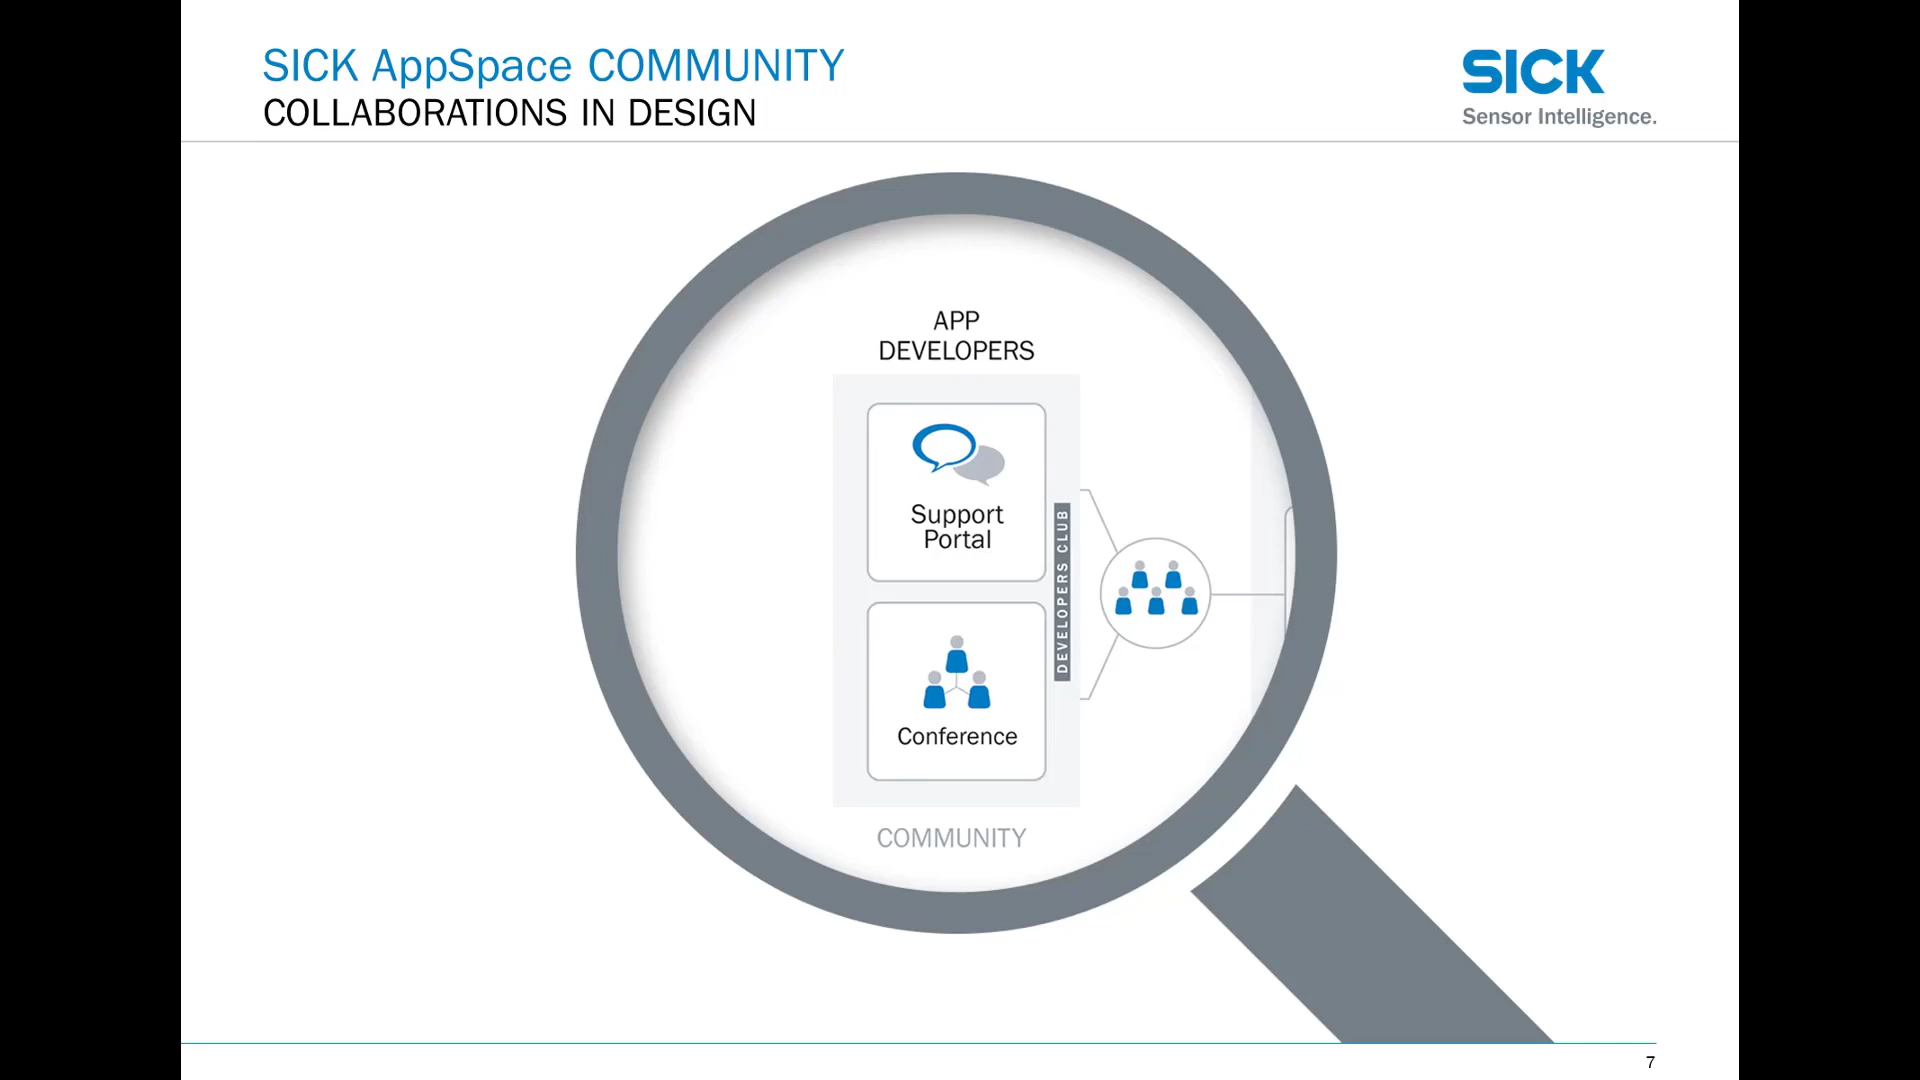 SICK AppSpace COMMUNITY
COLLABORATIONS IN DESIGN
SICK
Sensor Intelligence.
APP
DEVELOPERS
Support
Portal
DEVELOPERS CLUB
Conference
COMMUNITY
7